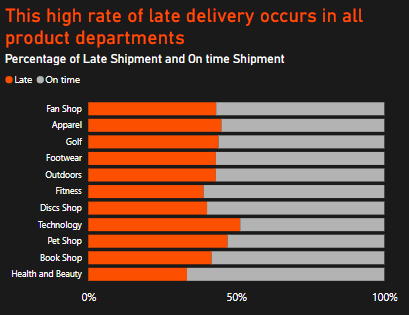 This high rate of late delivery occurs in all
product departments
Percentage of Late Shipment and On time Shipment
Late On time
Fan Shop
Apparel
Golf
Footwear
Outdoors
Fitness
Discs Shop
Technology
Pet Shop
Book Shop
Health and Beauty
0% 50% 100%